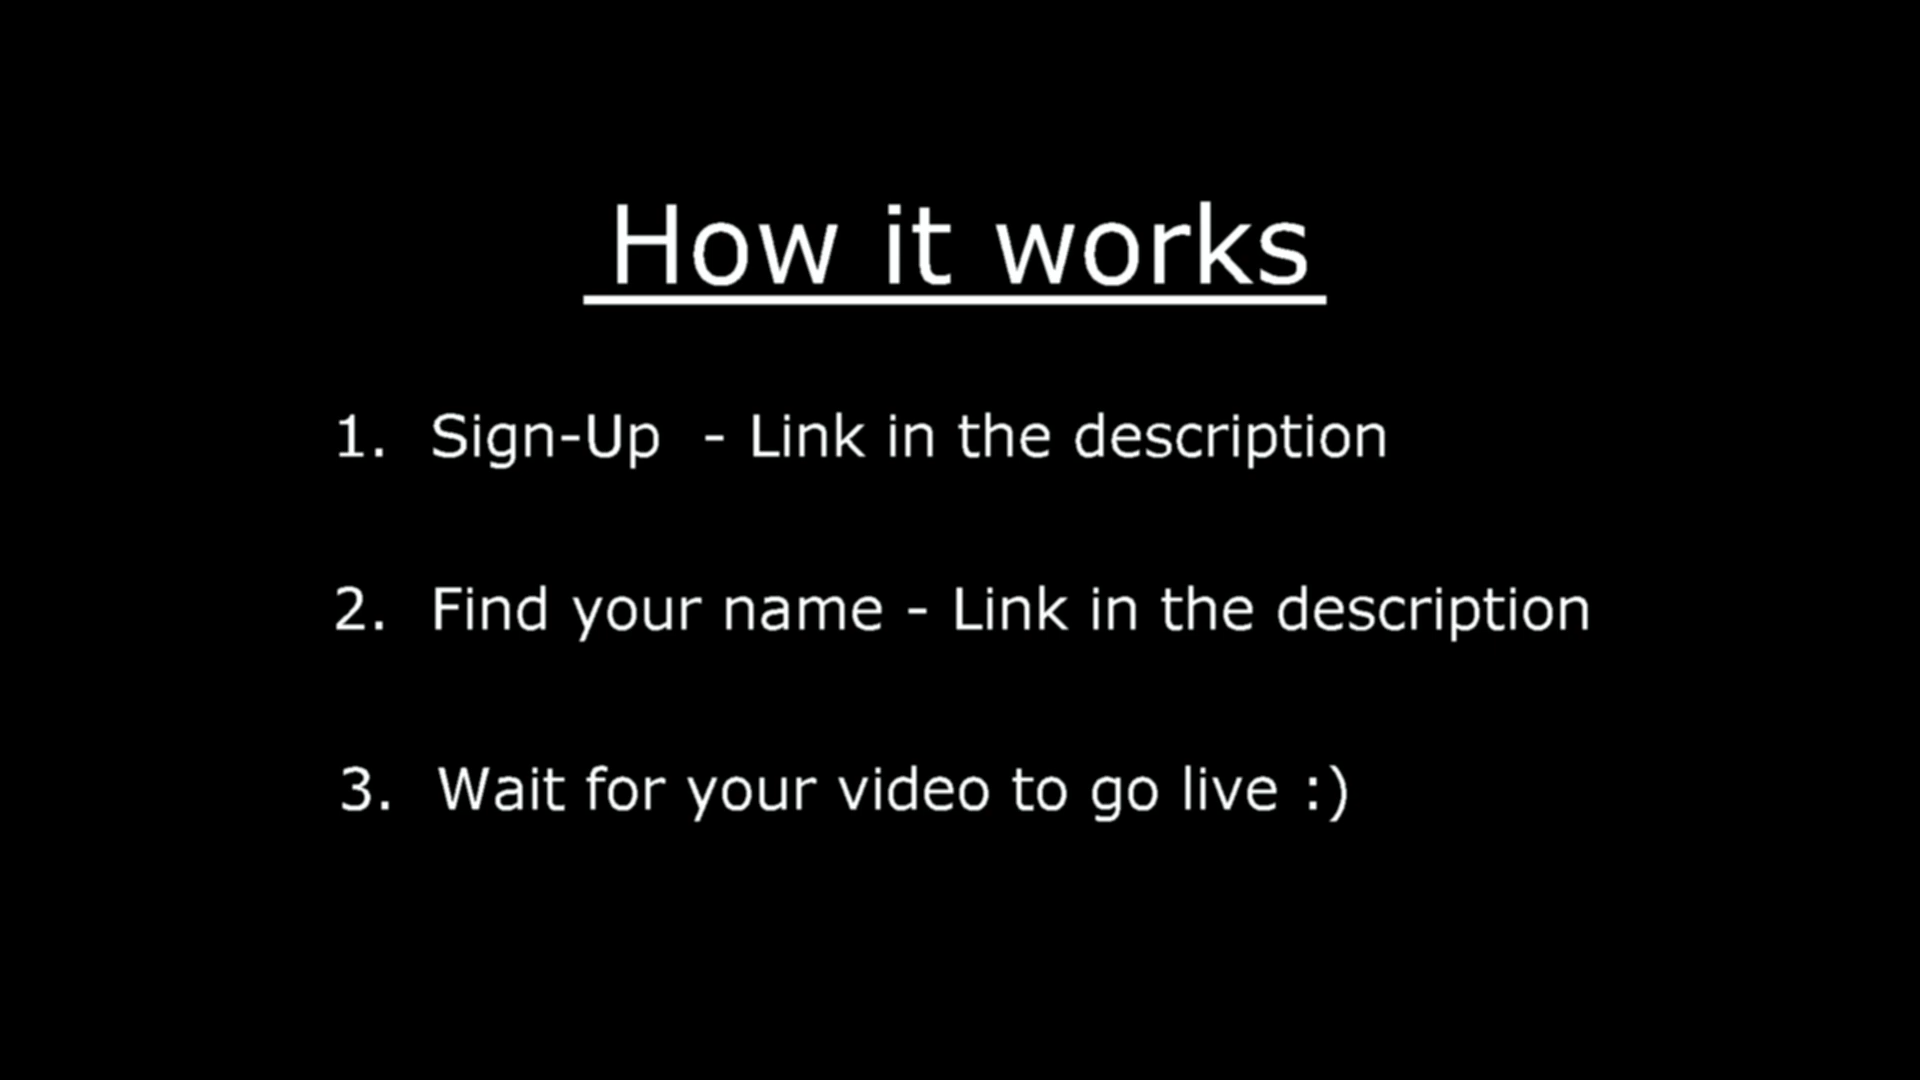 How it works
1. Sign-Up - Link in the description
2. Find your name - Link in the description
3. Wait for your video to go live :)